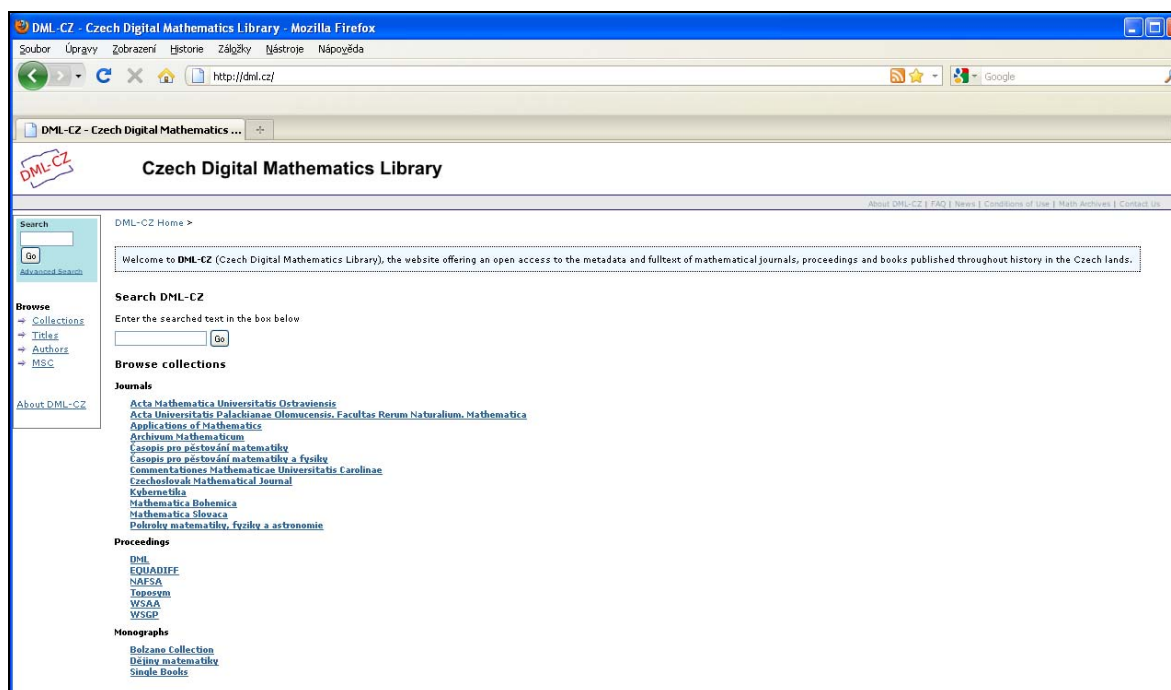 DML-CZ - Czech Digital Mathematics Library - Mozilla Firefox
Soubor Úpravy Zobrazení Historie Záložky Nástroje Nápověda
http://dml.cz/
Google
DML-CZ - Czech Digital Mathematics ...
DML-CZ
Czech Digital Mathematics Library
About DML-CZ | FAQ | News | Conditions of Use | Math Archives | Contact Us
Search
Go
Advanced Search
Browse
Collections
Titles
Authors
MSC
About DML-CZ
DML-CZ Home >
Welcome to DML-CZ (Czech Digital Mathematics Library), the website offering an open access to the metadata and fulltext of mathematical journals, proceedings and books published throughout history in the Czech lands.
Search DML-CZ
Enter the searched text in the box below
Go
Browse collections
Journals
Acta Mathematica Universitatis Ostraviensis
Acta Universitatis Palackianae Olomucensis. Facultas Rerum Naturalium. Mathematica
Applications of Mathematics
Archivum Mathematicum
Časopis pro pěstování matematiky
Časopis pro pěstování matematiky a fysiky
Commentationes Mathematicae Universitatis Carolinae
Czechoslovak Mathematical Journal
Kybernetika
Mathematica Bohemica
Mathematica Slovaca
Pokroky matematiky, fyziky a astronomie
Proceedings
DML
EQUADIFF
NAFSA
Toposym
WSAA
WSGP
Monographs
Bolzano Collection
Dějiny matematiky
Single Books